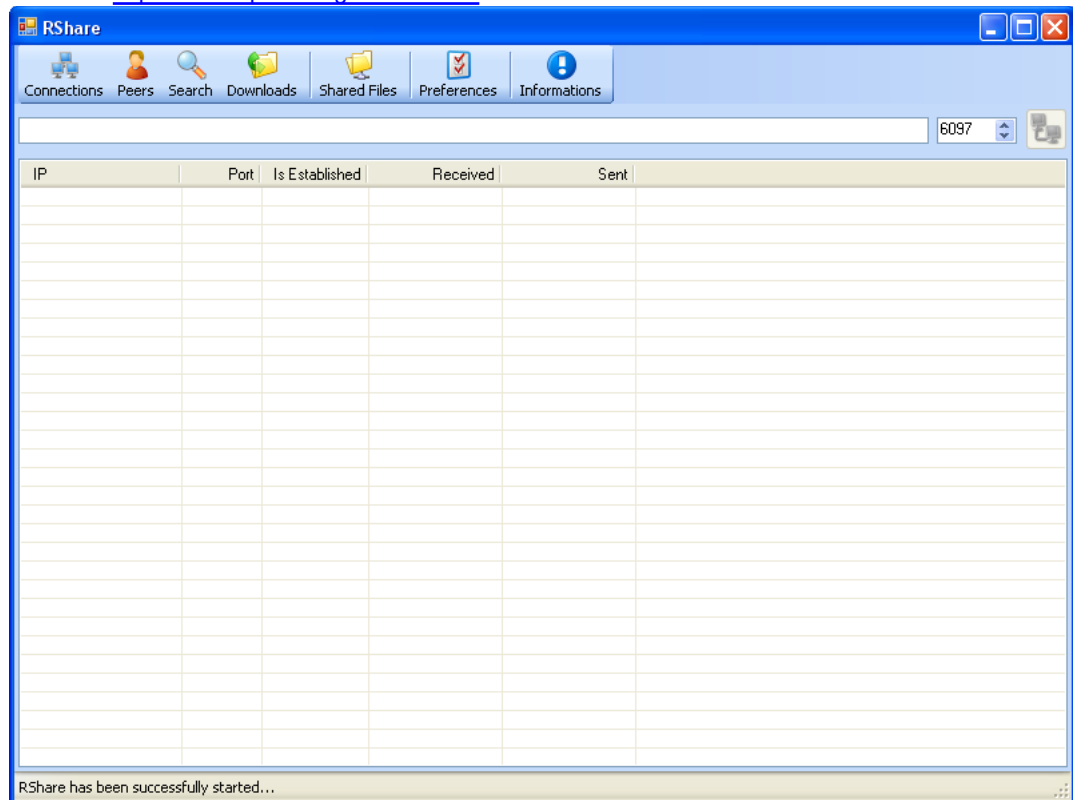 RShare
Connections Peers Search Downloads Shared Files Preferences Informations
6097
IP Port Is Established Received Sent
RShare has been successfully started...